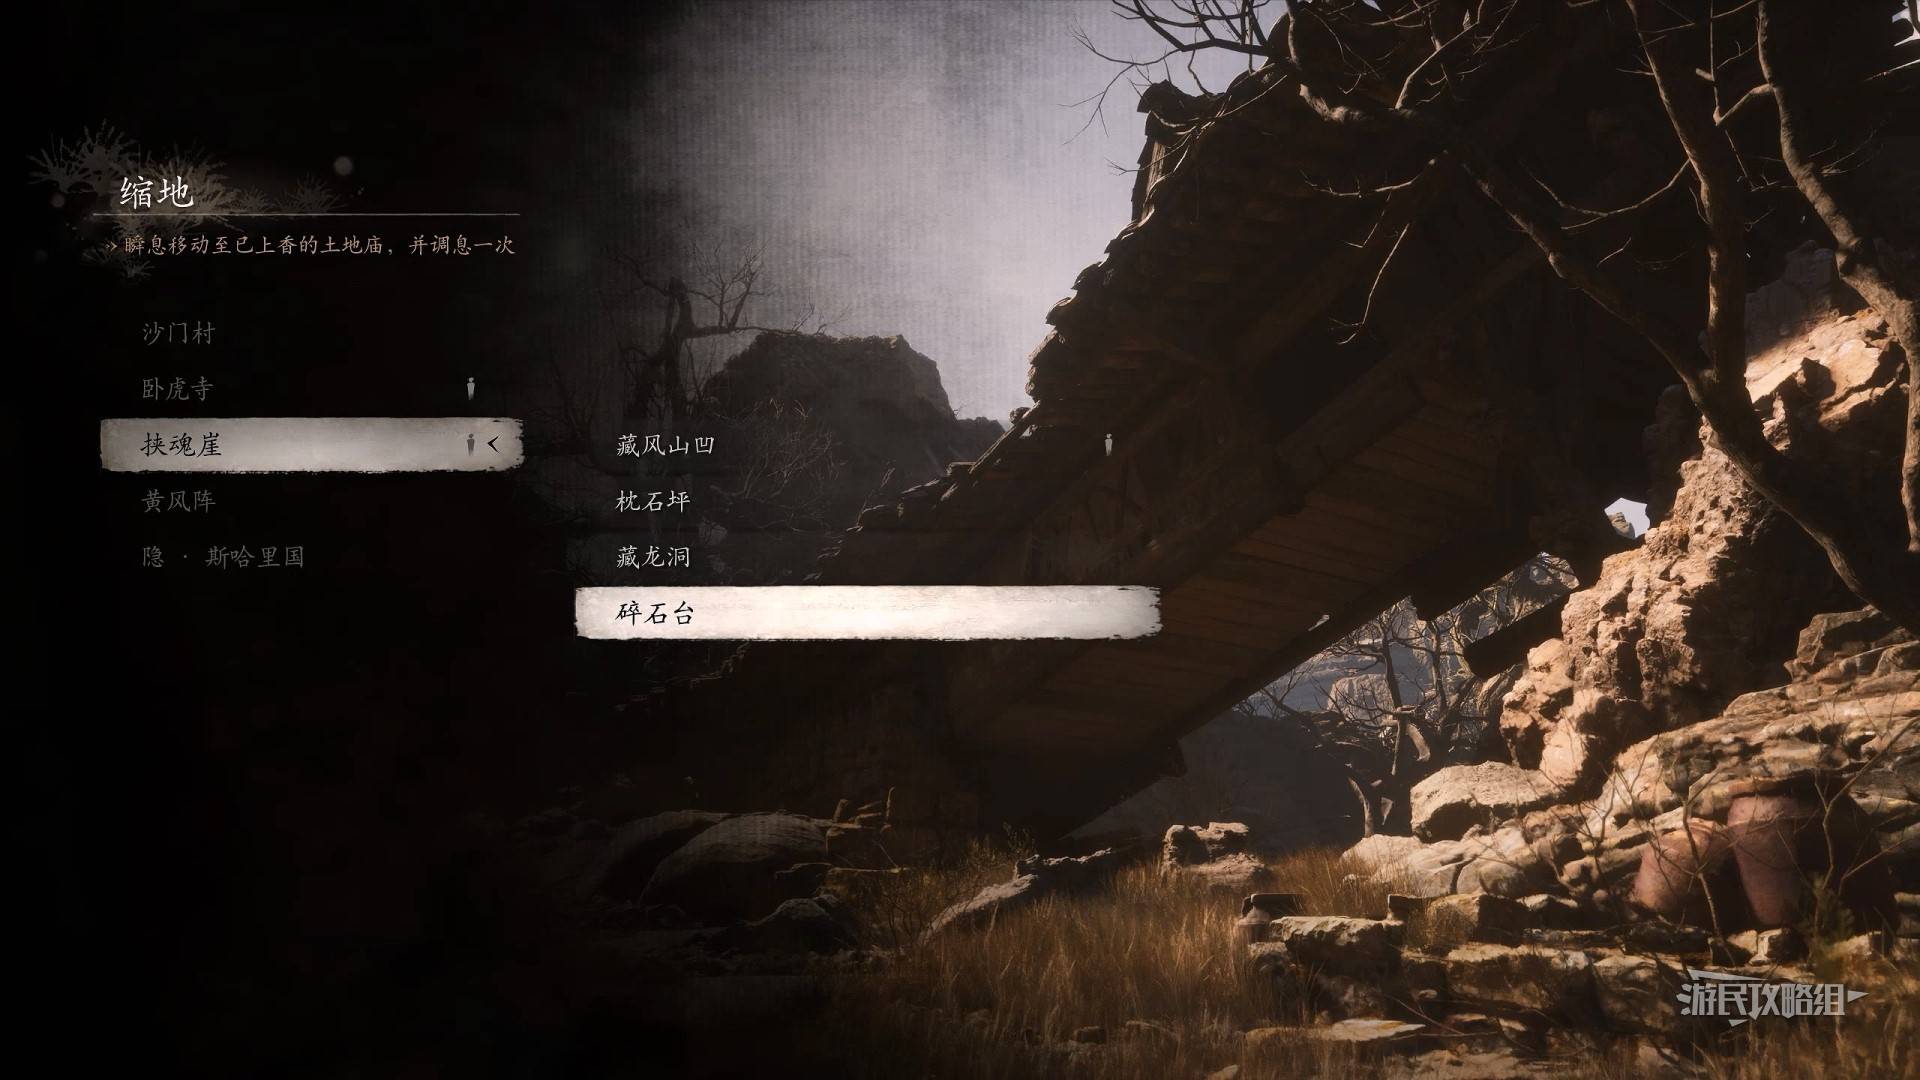 缩地
瞬息移动至已上香的土地庙，并调息一次
沙门村
卧虎寺
挟魂崖
藏风山凹
黄风阵
枕石坪
隐 · 斯哈里国
藏龙洞
碎石台
游民攻略组